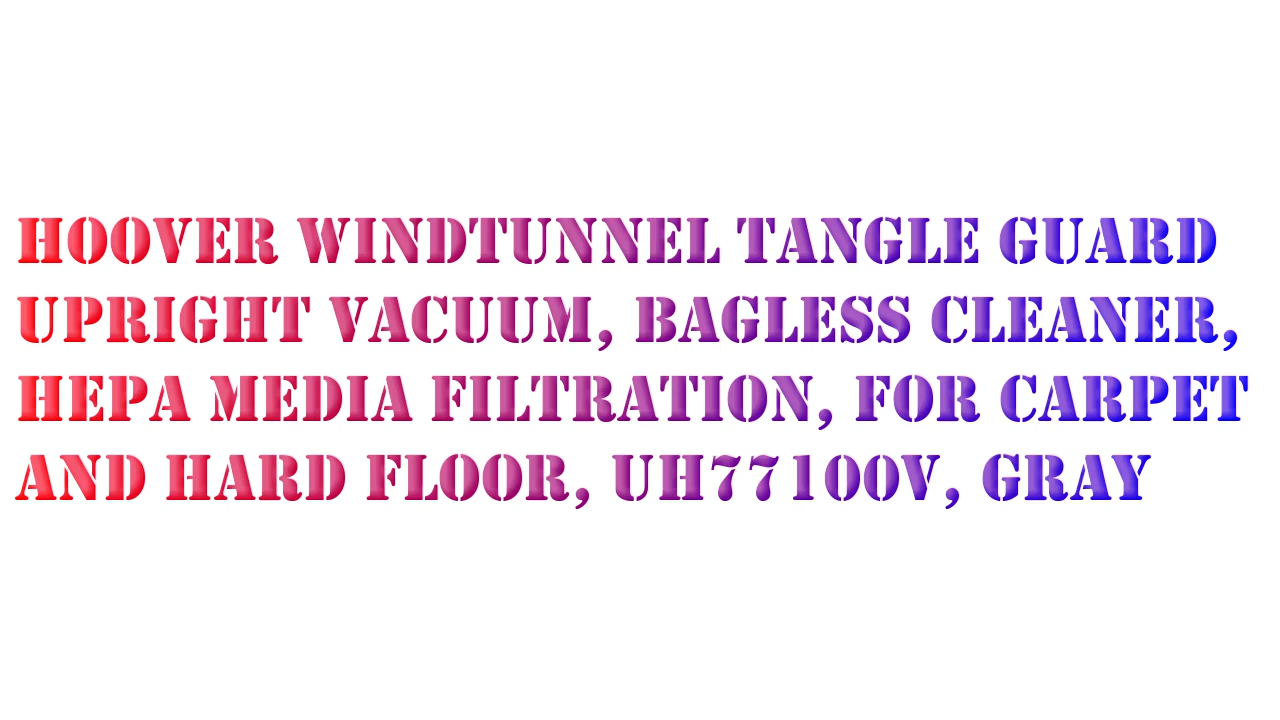 HOOVER WINDTUNNEL TANGLE GUARD
UPRIGHT VACUUM, BAGLESS CLEANER,
HEPA MEDIA FILTRATION, FOR CARPET
AND HARD FLOOR, UH77100V, GRAY